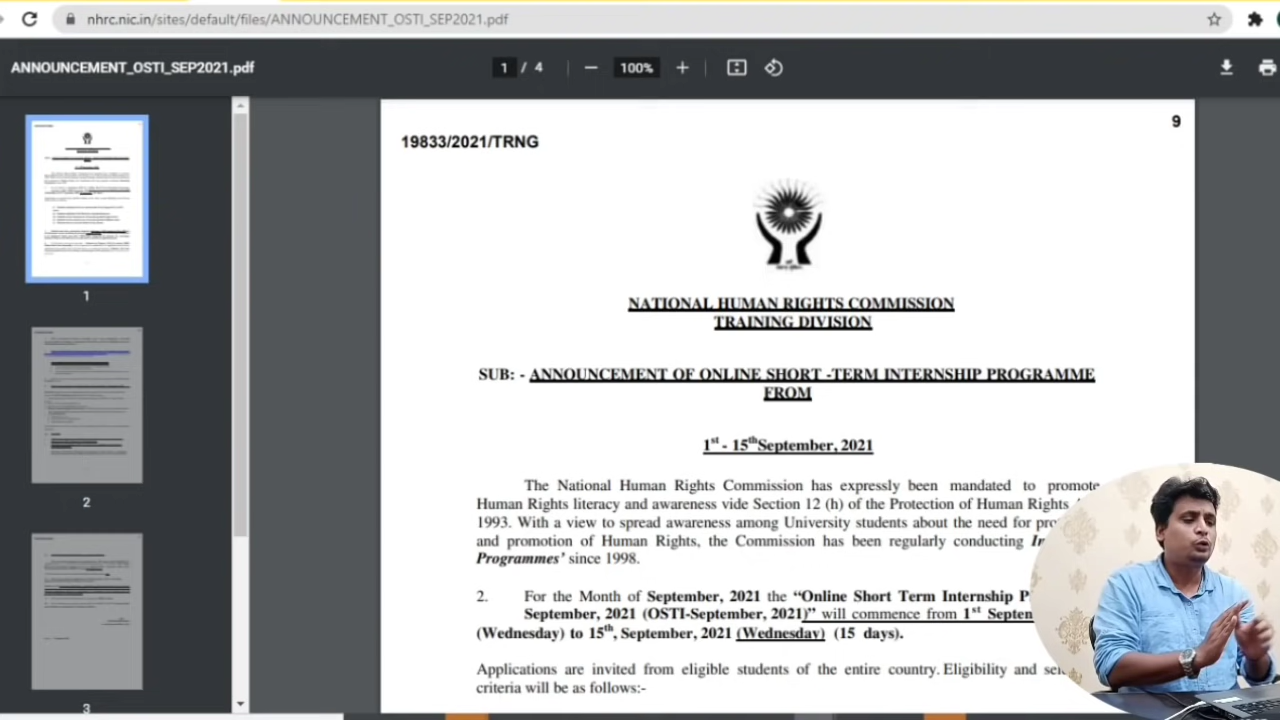 nhrc.nic.in/sites/default/files/ANNOUNCEMENT_OSTI_SEP2021.pdf
ANNOUNCEMENT_OSTI_SEP2021.pdf
1 / 4
100%
9
19833/2021/TRNG
NATIONAL HUMAN RIGHTS COMMISSION
TRAINING DIVISION
SUB: - ANNOUNCEMENT OF ONLINE SHORT -TERM INTERNSHIP PROGRAMME
FROM
1st - 15thSeptember, 2021
The National Human Rights Commission has expressly been mandated to promote
Human Rights literacy and awareness vide Section 12 (h) of the Protection of Human Rights
1993. With a view to spread awareness among University students about the need for
and promotion of Human Rights, the Commission has been regularly conducting
Programmes' since 1998.
2. For the Month of September, 2021 the “Online Short Term Internship
September, 2021 (OSTI-September, 2021)” will commence from 1st
(Wednesday) to 15th, September, 2021 (Wednesday) (15 days).
Applications are invited from eligible students of the entire country. Eligibility and
criteria will be as follows:-
1
2
3